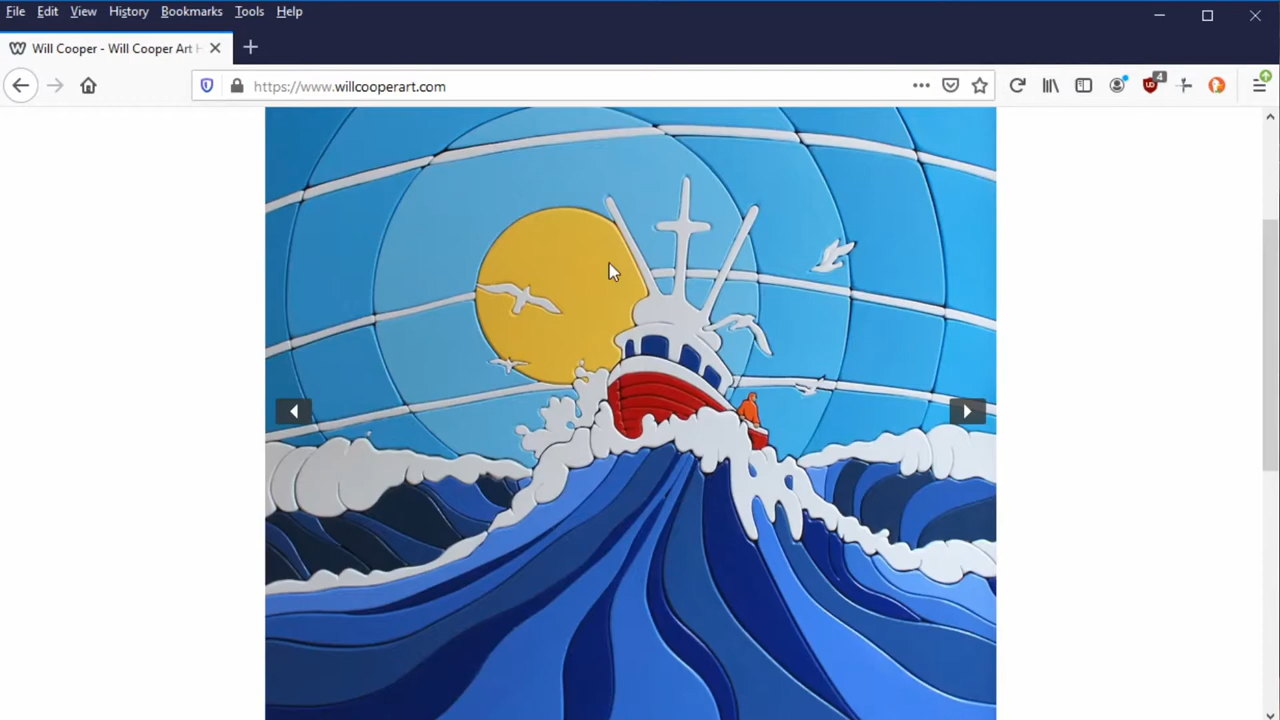 File Edit View History Bookmarks Tools Help
Will Cooper - Will Cooper Art
https://www.willcooperart.com
4